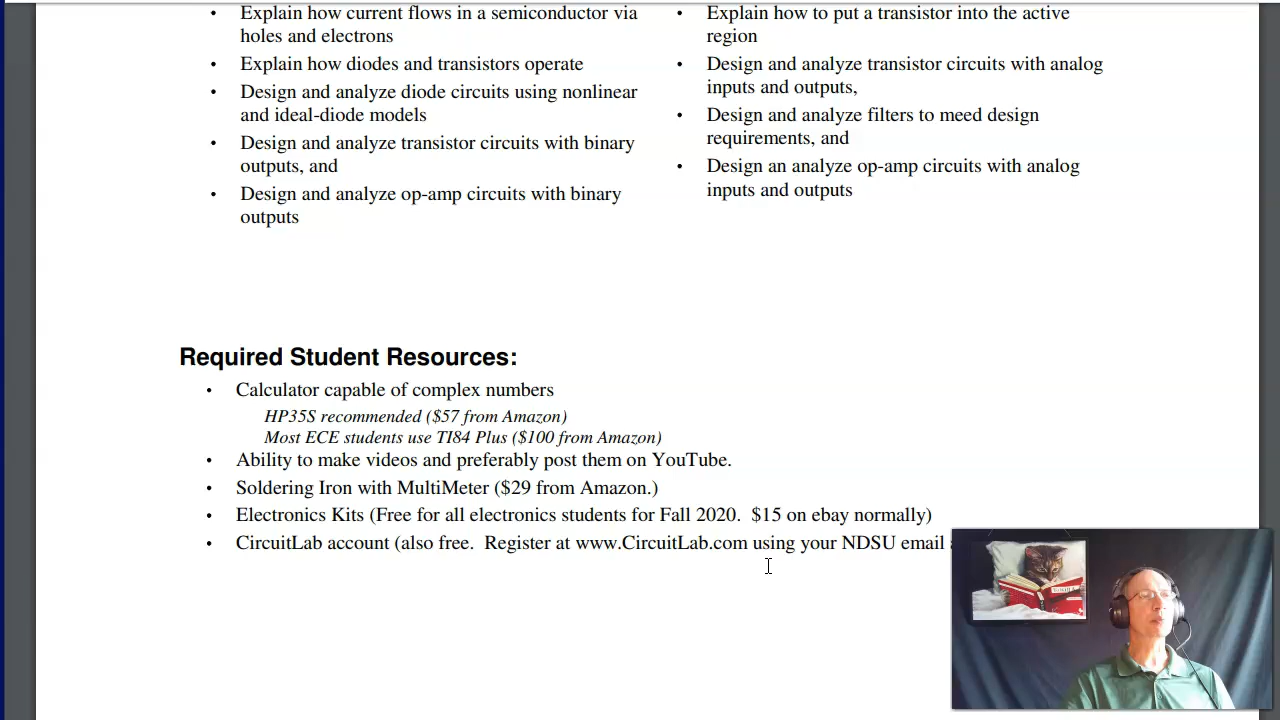 Explain how current flows in a semiconductor via
holes and electrons
Explain how diodes and transistors operate
Design and analyze diode circuits using nonlinear
and ideal-diode models
Design and analyze transistor circuits with binary
outputs, and
Design and analyze op-amp circuits with binary
outputs
Explain how to put a transistor into the active
region
Design and analyze transistor circuits with analog
inputs and outputs,
Design and analyze filters to meed design
requirements, and
Design an analyze op-amp circuits with analog
inputs and outputs
Required Student Resources:
Calculator capable of complex numbers
HP35S recommended ($57 from Amazon)
Most ECE students use TI84 Plus ($100 from Amazon)
Ability to make videos and preferably post them on YouTube.
Soldering Iron with MultiMeter ($29 from Amazon.)
Electronics Kits (Free for all electronics students for Fall 2020.  $15 on ebay normally)
CircuitLab account (also free.  Register at www.CircuitLab.com using your NDSU email